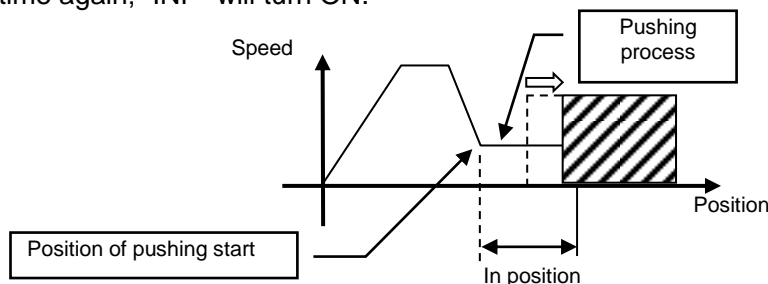 time again, "INP" will turn ON.
Pushing
process
Speed
Position
Position of pushing start
In position